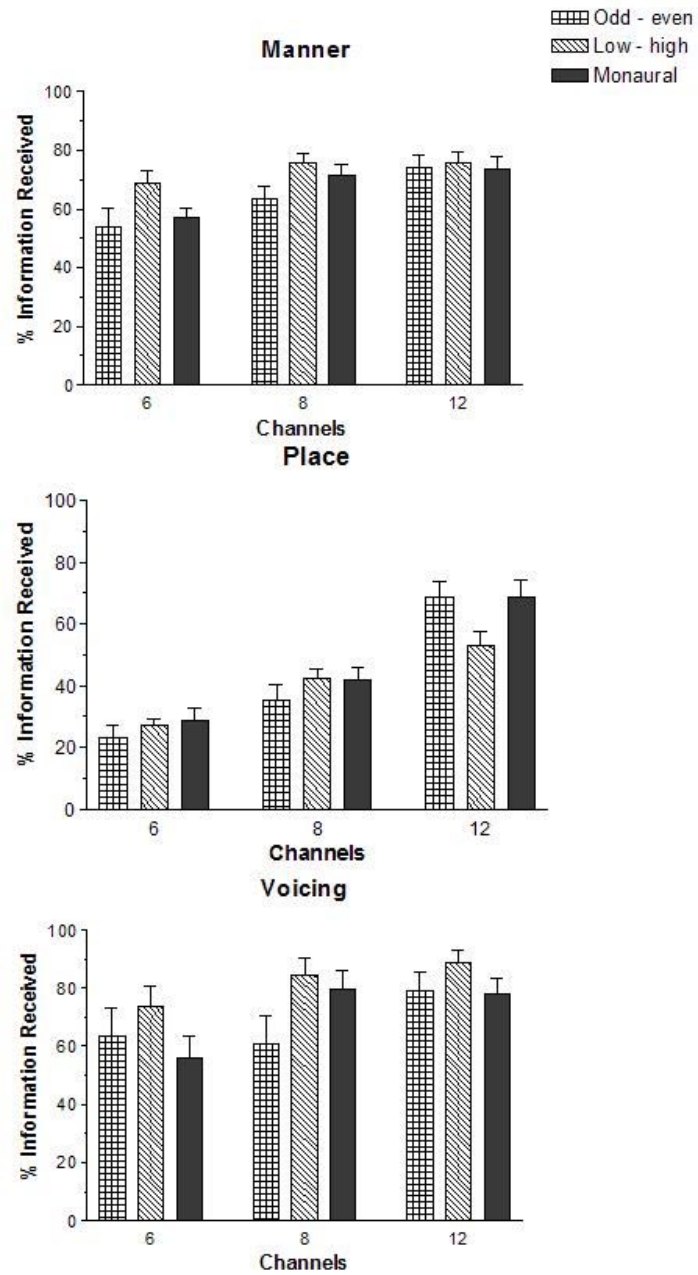 Odd - even
Low - high
Monaural
Manner
% Information Received
100
80
60
40
20
0
6 8 12
Channels
Place
% Information Received
100
80
60
40
20
0
6 8 12
Channels
Voicing
% Information Received
100
80
60
40
20
0
6 8 12
Channels